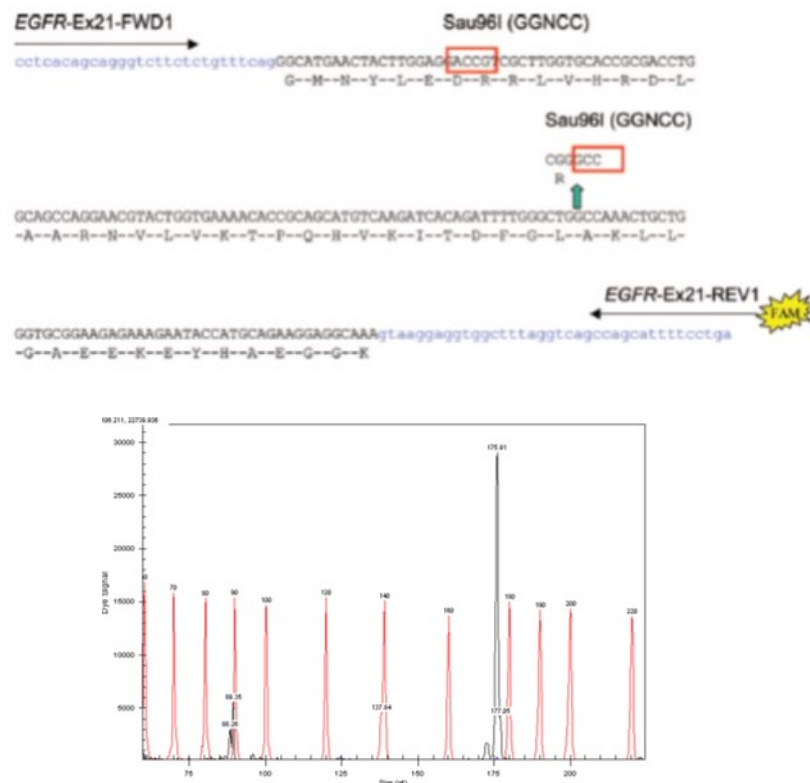 EGFR-Ex21-FWD1 Sau96I (GGNCC)
cctcacagcagggtcttctctgtttcagGGCATGAACTACTTGGAGGACCGTCGCTTGGTGCACCGCGACCTG
G--M--N--Y--L--E--D--R--R--L--V--H--R--D--L-
Sau96I (GGNCC)
CGGGCC
R
GCAGCCAGGAACGTACTGGTGAAAACACCGCAGCATGTCAAGATCACAGATTTTGGGCTGGCCAAACTGCTG
-A--A--R--N--V--L--V--K--T--P--Q--H--V--K--I--T--D--F--G--L--A--K--L--L-
EGFR-Ex21-REV1 FAM
GGTGCGGAAGAGAAAGAATACCATGCAGAAGGAGGCAAAgtaaggaggtggctttaggtcagccagcattttcctga
-G--A--E--E--K--E--Y--H--A--E--G--G--K
30000
175.91
25000
20000
Dye Signal
15000
70 80 90 100 120 140 160 180 190 200 220
10000
89.35
5000
137.94 177.05
88.26
75 100 125 150 175 200